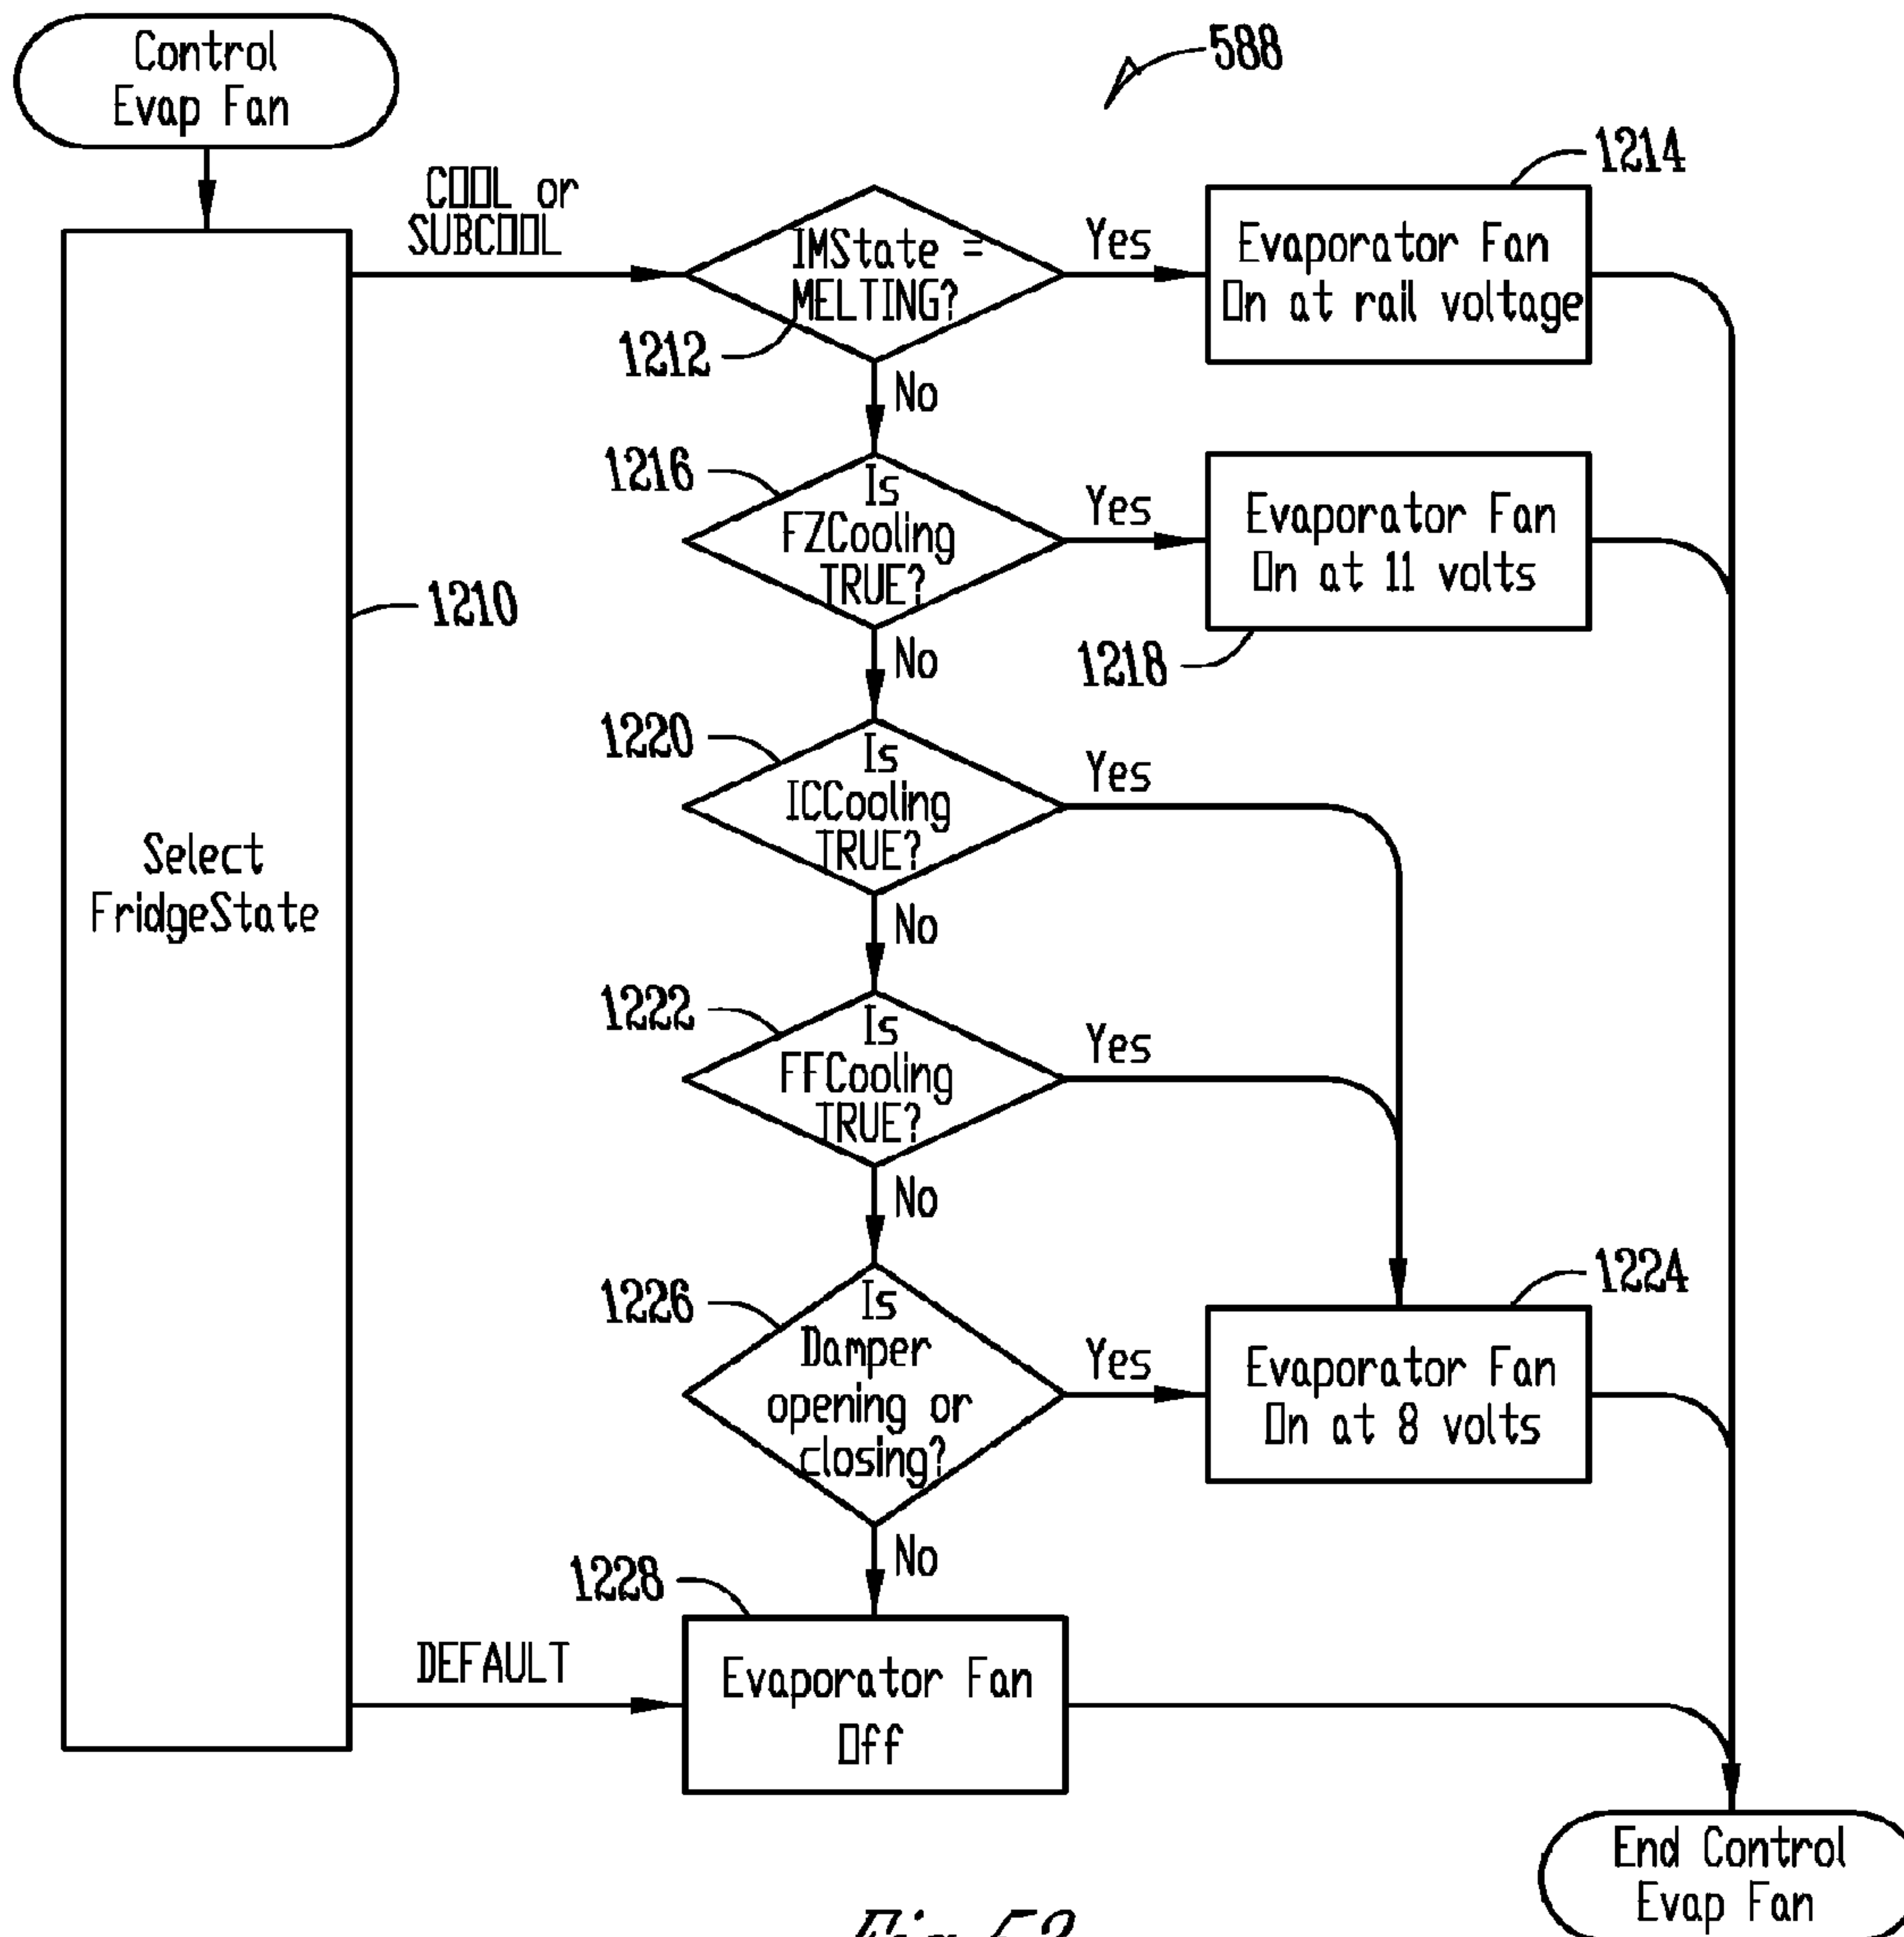 Control
Evap Fan
588
COOL or
SUBCOOL
IMState =
MELTING?
1212
Yes
Evaporator Fan
On at rail voltage
1214
No
1216
Is
FZCooling
TRUE?
Yes
Evaporator Fan
On at 11 volts
1218
No
1210
Select
FridgeState
1220
Is
ICCooling
TRUE?
Yes
No
1222
Is
FFCooling
TRUE?
Yes
No
1226
Is
Damper
opening or
closing?
Yes
1224
Evaporator Fan
On at 8 volts
No
1228
DEFAULT
Evaporator Fan
Off
End Control
Evap Fan